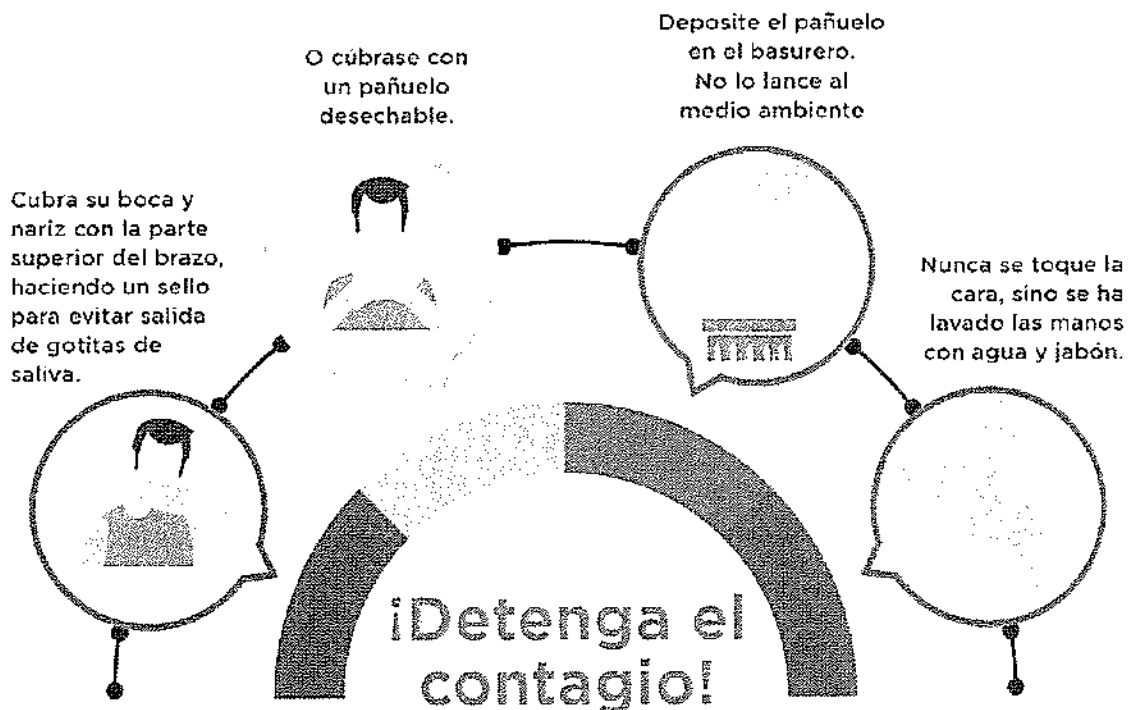 Cubra su boca y
nariz con la parte
superior del brazo,
haciendo un sello
para evitar salida
de gotitas de
saliva.
O cúbrase con
un pañuelo
desechable.
Deposite el pañuelo
en el basurero.
No lo lance al
medio ambiente
Nunca se toque la
cara, sino se ha
lavado las manos
con agua y jabón.
¡Detenga el
contagio!